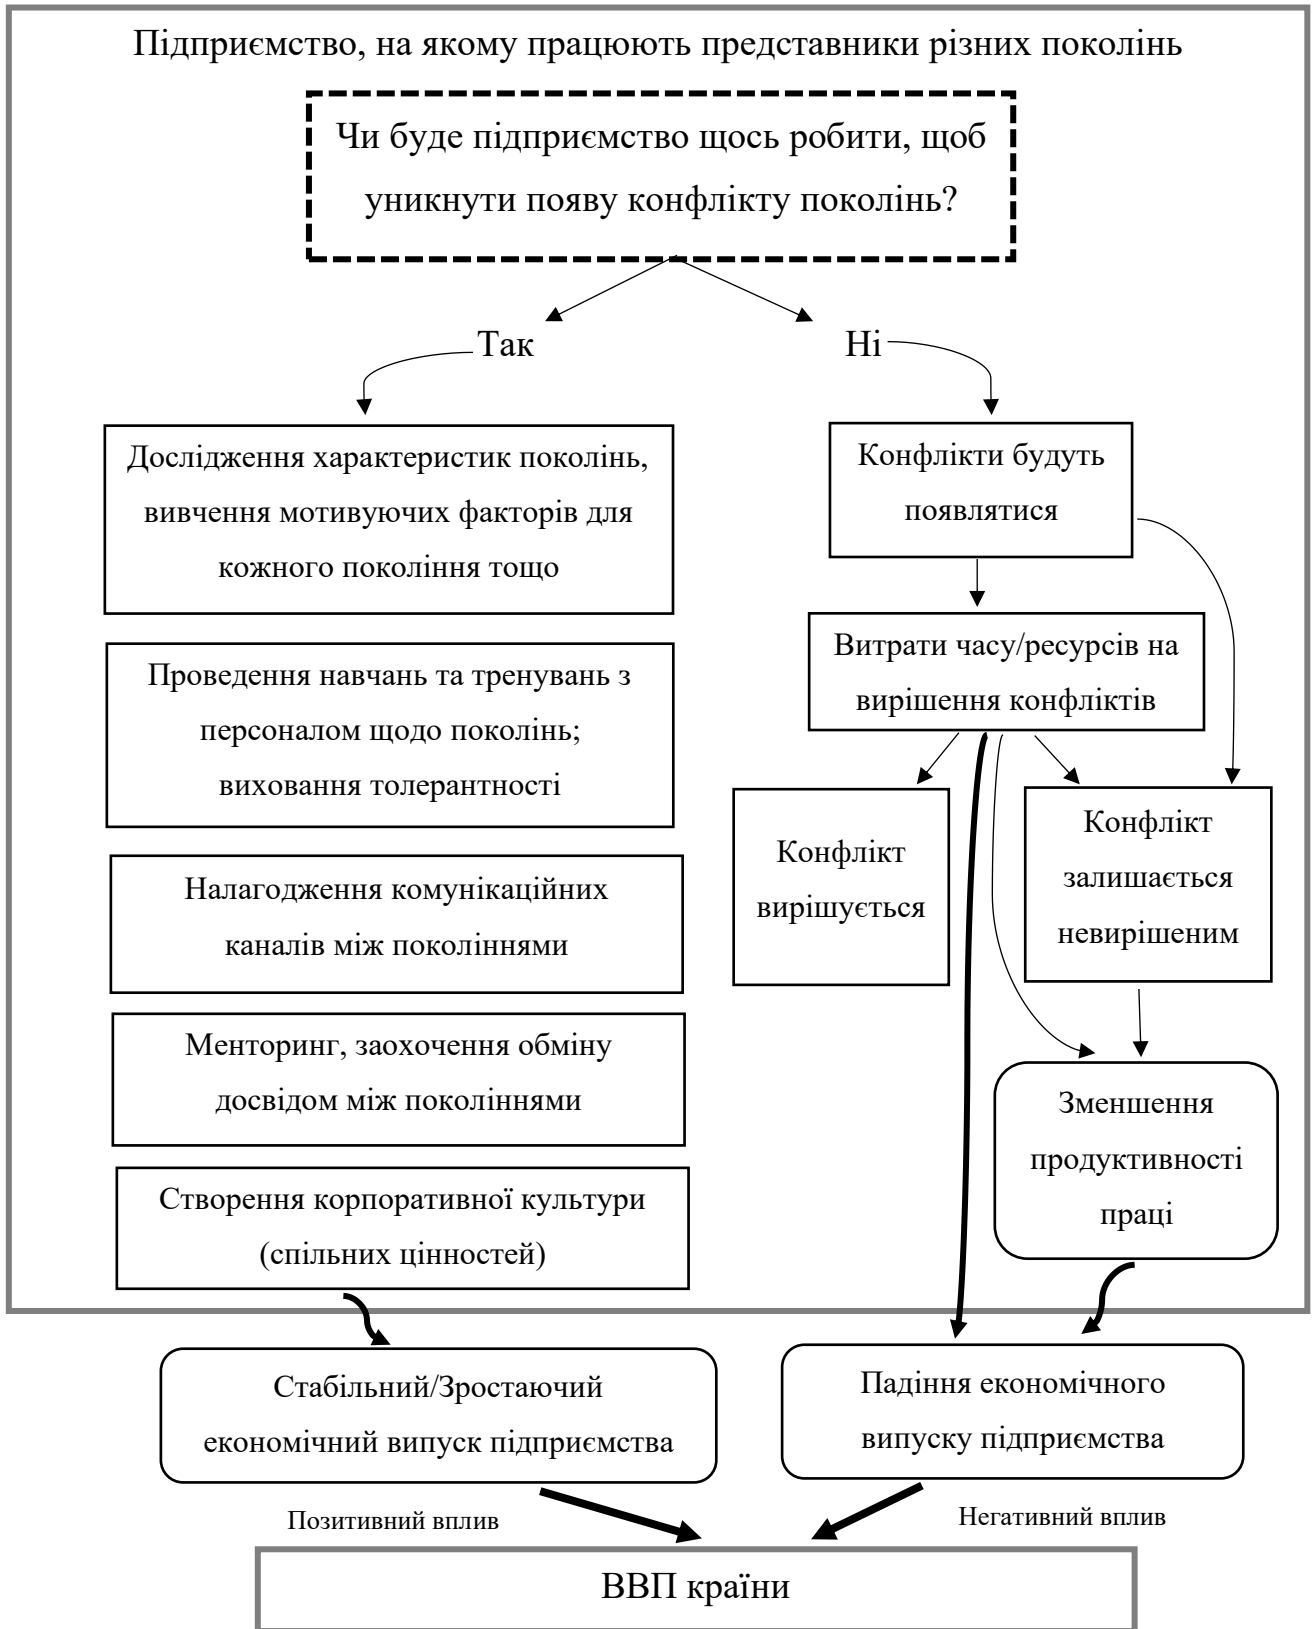 Підприємство, на якому працюють представники різних поколінь
Чи буде підприємство щось робити, щоб
уникнути появу конфлікту поколінь?
Так
Ні
Дослідження характеристик поколінь,
вивчення мотивуючих факторів для
кожного покоління тощо
Проведення навчань та тренувань з
персоналом щодо поколінь;
виховання толерантності
Налагодження комунікаційних
каналів між поколіннями
Менторинг, заохочення обміну
досвідом між поколіннями
Створення корпоративної культури
(спільних цінностей)
Конфлікти будуть
появлятися
Витрати часу/ресурсів на
вирішення конфліктів
Конфлікт
вирішується
Конфлікт
залишається
невирішеним
Зменшення
продуктивності
праці
Стабільний/Зростаючий
економічний випуск підприємства
Падіння економічного
випуску підприємства
Позитивний вплив
Негативний вплив
ВВП країни